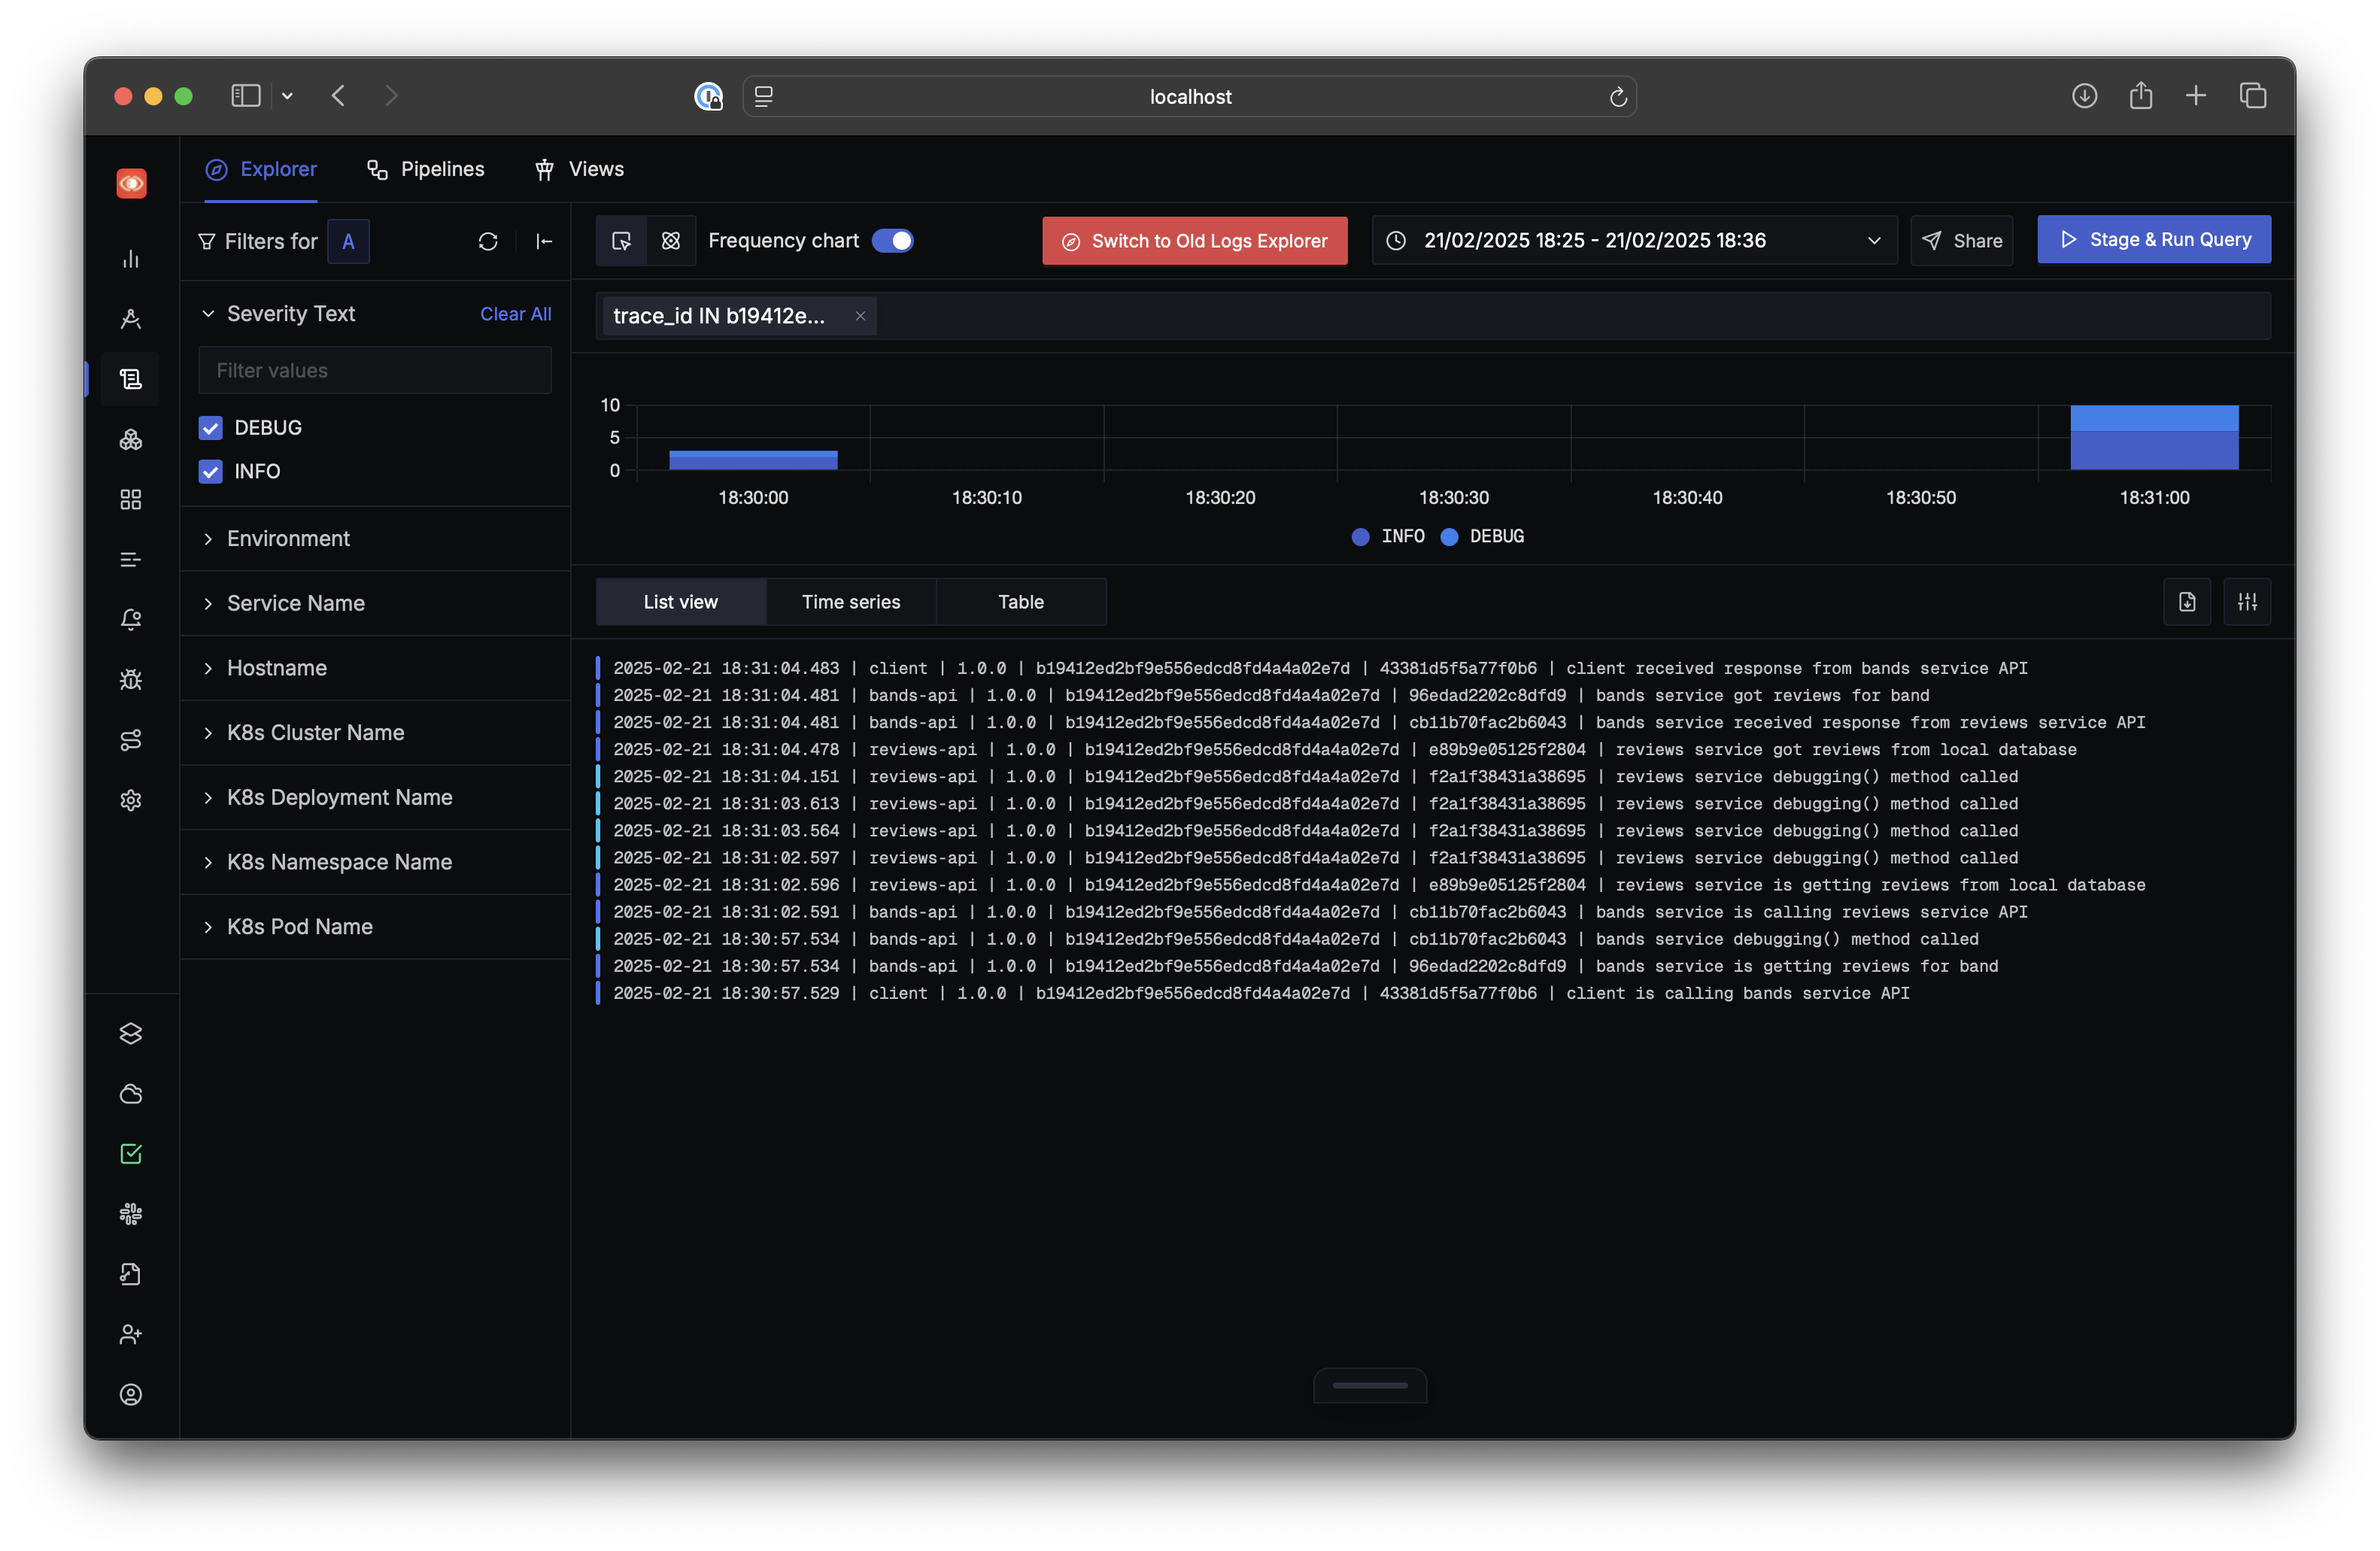 localhost
Explorer
Pipelines
Views
Filters for A
Frequency chart
Switch to Old Logs Explorer
21/02/2025 18:25 - 21/02/2025 18:36
Share
Stage & Run Query
Severity Text
Clear All
Filter values
DEBUG
INFO
Environment
Service Name
Hostname
K8s Cluster Name
K8s Deployment Name
K8s Namespace Name
K8s Pod Name
trace_id IN b19412e...
10
5
0
18:30:00 18:30:10 18:30:20 18:30:30 18:30:40 18:30:50 18:31:00
INFO DEBUG
List view Time series Table
2025-02-21 18:31:04.483 | client | 1.0.0 | b19412ed2bf9e556edcd8fd4a4a02e7d | 43381d5f5a77f0b6 | client received response from bands service API
2025-02-21 18:31:04.481 | bands-api | 1.0.0 | b19412ed2bf9e556edcd8fd4a4a02e7d | 96edad2202c8dfd9 | bands service got reviews for band
2025-02-21 18:31:04.481 | bands-api | 1.0.0 | b19412ed2bf9e556edcd8fd4a4a02e7d | cb11b70fac2b6043 | bands service received response from reviews service API
2025-02-21 18:31:04.478 | reviews-api | 1.0.0 | b19412ed2bf9e556edcd8fd4a4a02e7d | e89b9e05125f2804 | reviews service got reviews from local database
2025-02-21 18:31:04.151 | reviews-api | 1.0.0 | b19412ed2bf9e556edcd8fd4a4a02e7d | f2a1f38431a38695 | reviews service debugging() method called
2025-02-21 18:31:03.613 | reviews-api | 1.0.0 | b19412ed2bf9e556edcd8fd4a4a02e7d | f2a1f38431a38695 | reviews service debugging() method called
2025-02-21 18:31:03.564 | reviews-api | 1.0.0 | b19412ed2bf9e556edcd8fd4a4a02e7d | f2a1f38431a38695 | reviews service debugging() method called
2025-02-21 18:31:02.597 | reviews-api | 1.0.0 | b19412ed2bf9e556edcd8fd4a4a02e7d | f2a1f38431a38695 | reviews service debugging() method called
2025-02-21 18:31:02.596 | reviews-api | 1.0.0 | b19412ed2bf9e556edcd8fd4a4a02e7d | e89b9e05125f2804 | reviews service is getting reviews from local database
2025-02-21 18:31:02.591 | bands-api | 1.0.0 | b19412ed2bf9e556edcd8fd4a4a02e7d | cb11b70fac2b6043 | bands service is calling reviews service API
2025-02-21 18:30:57.534 | bands-api | 1.0.0 | b19412ed2bf9e556edcd8fd4a4a02e7d | cb11b70fac2b6043 | bands service debugging() method called
2025-02-21 18:30:57.534 | bands-api | 1.0.0 | b19412ed2bf9e556edcd8fd4a4a02e7d | 96edad2202c8dfd9 | bands service is getting reviews for band
2025-02-21 18:30:57.529 | client | 1.0.0 | b19412ed2bf9e556edcd8fd4a4a02e7d | 43381d5f5a77f0b6 | client is calling bands service API